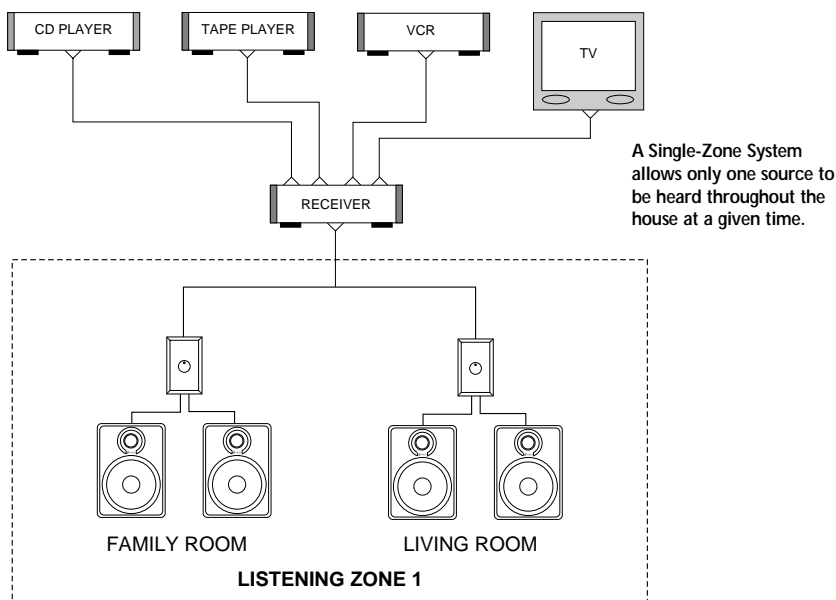 CD PLAYER
TAPE PLAYER
VCR
TV
A Single-Zone System
allows only one source to
be heard throughout the
house at a given time.
RECEIVER
FAMILY ROOM
LIVING ROOM
LISTENING ZONE 1